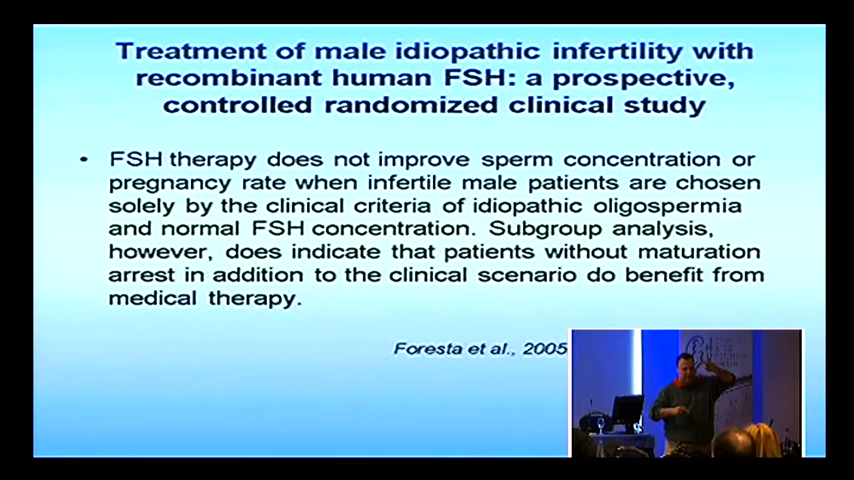 Treatment of male idiopathic infertility with
recombinant human FSH: a prospective,
controlled randomized clinical study
• FSH therapy does not improve sperm concentration or
pregnancy rate when infertile male patients are chosen
solely by the clinical criteria of idiopathic oligospermia
and normal FSH concentration. Subgroup analysis,
however, does indicate that patients without maturation
arrest in addition to the clinical scenario do benefit from
medical therapy.
Foresta et al., 2005